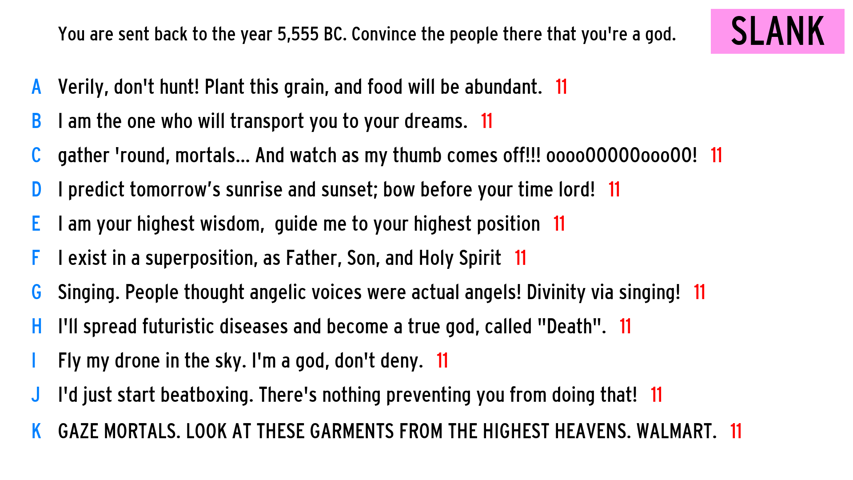 You are sent back to the year 5,555 BC. Convince the people there that you're a god.
SLANK
A Verily, don't hunt! Plant this grain, and food will be abundant. 11
B I am the one who will transport you to your dreams. 11
C gather 'round, mortals... And watch as my thumb comes off!!! oooo00000ooo00! 11
D I predict tomorrow’s sunrise and sunset; bow before your time lord! 11
E I am your highest wisdom,  guide me to your highest position 11
F I exist in a superposition, as Father, Son, and Holy Spirit 11
G Singing. People thought angelic voices were actual angels! Divinity via singing! 11
H I'll spread futuristic diseases and become a true god, called "Death". 11
I Fly my drone in the sky. I'm a god, don't deny. 11
J I'd just start beatboxing. There's nothing preventing you from doing that! 11
K GAZE MORTALS. LOOK AT THESE GARMENTS FROM THE HIGHEST HEAVENS. WALMART. 11